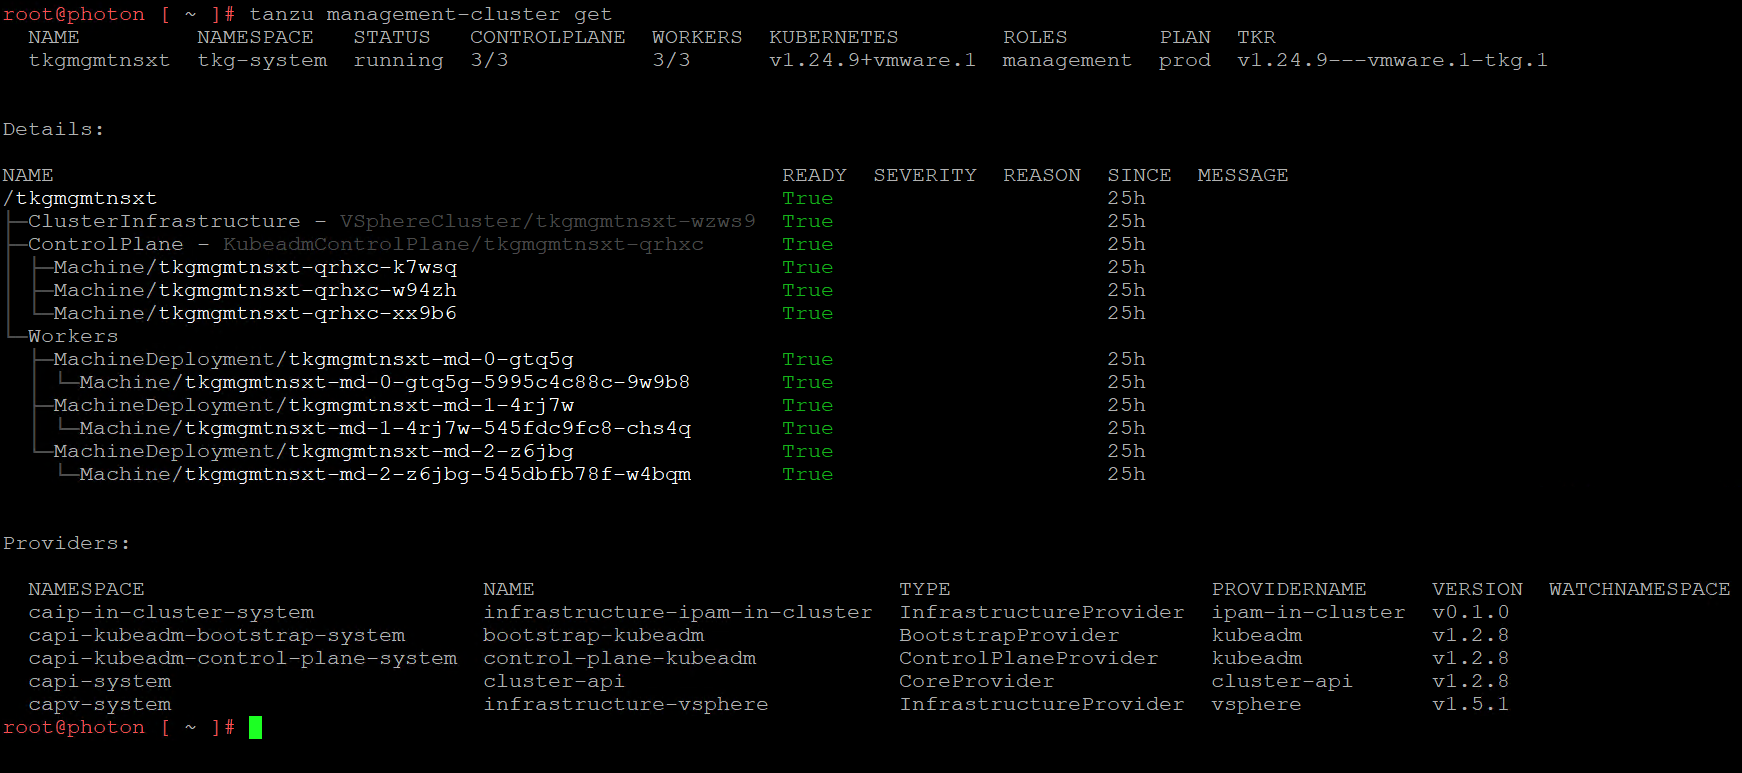 root@photon [ ~ ]# tanzu management-cluster get
NAME NAMESPACE STATUS CONTROLPLANE WORKERS KUBERNETES ROLES PLAN TKR
tkgmgmtnsxt tkg-system running 3/3 3/3 v1.24.9+vmware.1 management prod v1.24.9---vmware.1-tkg.1
Details:
NAME READY SEVERITY REASON SINCE MESSAGE
/tkgmgmtnsxt True 25h
├─ClusterInfrastructure - VSphereCluster/tkgmgmtnsxt-wzws9 True 25h
├─ControlPlane - KubeadmControlPlane/tkgmgmtnsxt-qrhxc True 25h
│ ├─Machine/tkgmgmtnsxt-qrhxc-k7wsq True 25h
│ ├─Machine/tkgmgmtnsxt-qrhxc-w94zh True 25h
│ └─Machine/tkgmgmtnsxt-qrhxc-xx9b6 True 25h
└─Workers
├─MachineDeployment/tkgmgmtnsxt-md-0-gtq5g True 25h
│ └─Machine/tkgmgmtnsxt-md-0-gtq5g-5995c4c88c-9w9b8 True 25h
├─MachineDeployment/tkgmgmtnsxt-md-1-4rj7w True 25h
│ └─Machine/tkgmgmtnsxt-md-1-4rj7w-545fdc9fc8-chs4q True 25h
└─MachineDeployment/tkgmgmtnsxt-md-2-z6jbg True 25h
└─Machine/tkgmgmtnsxt-md-2-z6jbg-545dbfb78f-w4bqm True 25h
Providers:
NAMESPACE NAME TYPE PROVIDERNAME VERSION WATCHNAMESPACE
caip-in-cluster-system infrastructure-ipam-in-cluster InfrastructureProvider ipam-in-cluster v0.1.0
capi-kubeadm-bootstrap-system bootstrap-kubeadm BootstrapProvider kubeadm v1.2.8
capi-kubeadm-control-plane-system control-plane-kubeadm ControlPlaneProvider kubeadm v1.2.8
capi-system cluster-api CoreProvider cluster-api v1.2.8
capv-system infrastructure-vsphere InfrastructureProvider vsphere v1.5.1
root@photon [ ~ ]#